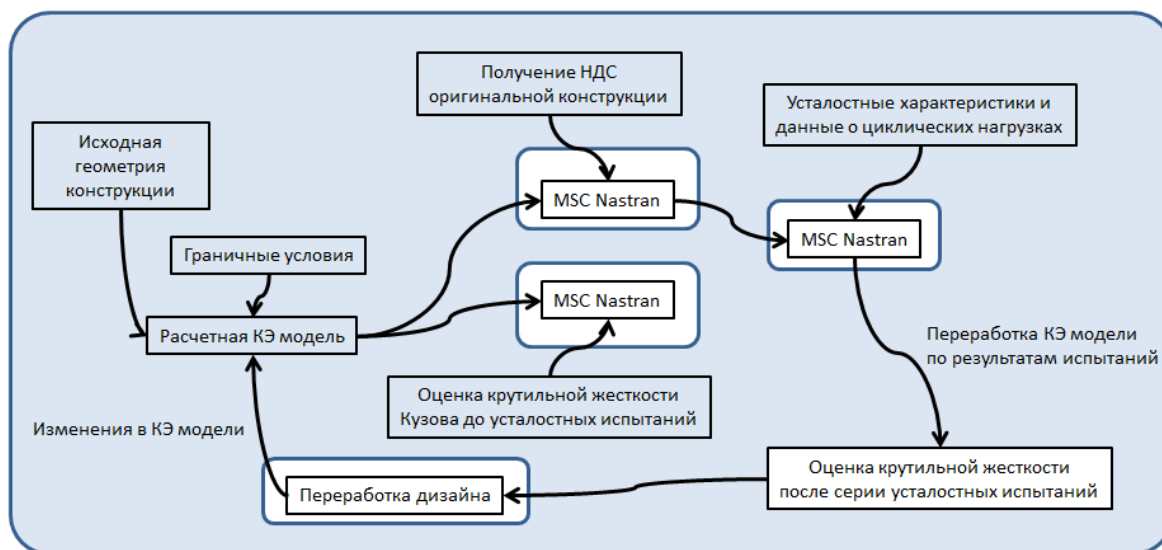 Получение НДС
оригинальной конструкции
Усталостные характеристики и
данные о циклических нагрузках
Исходная
геометрия
конструкции
MSC Nastran
MSC Nastran
Граничные условия
MSC Nastran
Расчетная КЭ модель
Переработка КЭ модели
по результатам испытаний
Оценка крутильной жесткости
Кузова до усталостных испытаний
Изменения в КЭ модели
Оценка крутильной жесткости
после серии усталостных испытаний
Переработка дизайна